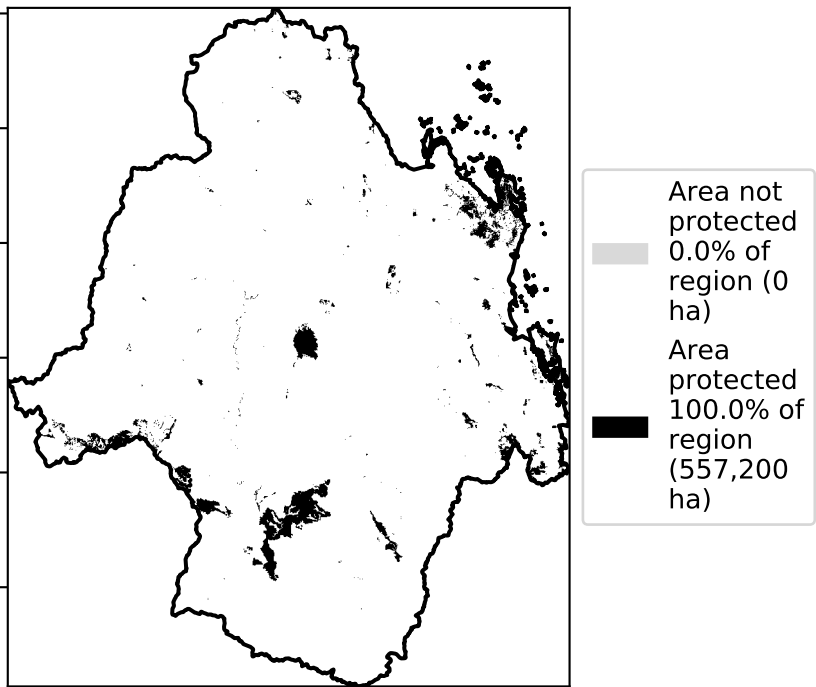 Area not
protected
0.0% of
region (0
ha)
Area
protected
100.0% of
region
(557,200
ha)